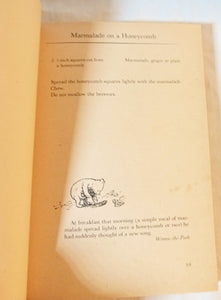 Marmalade on a Honeycomb
2 3-inch squares cut from
a honeycomb
Marmalade, ginger or plain
Spread the honeycomb squares lightly with the marmalade.
Chew.
Do not swallow the beeswax.
At breakfast that morning (a simple meal of mar-
malade spread lightly over a honeycomb or two) he
had suddenly thought of a new song.
Winnie-the-Pooh